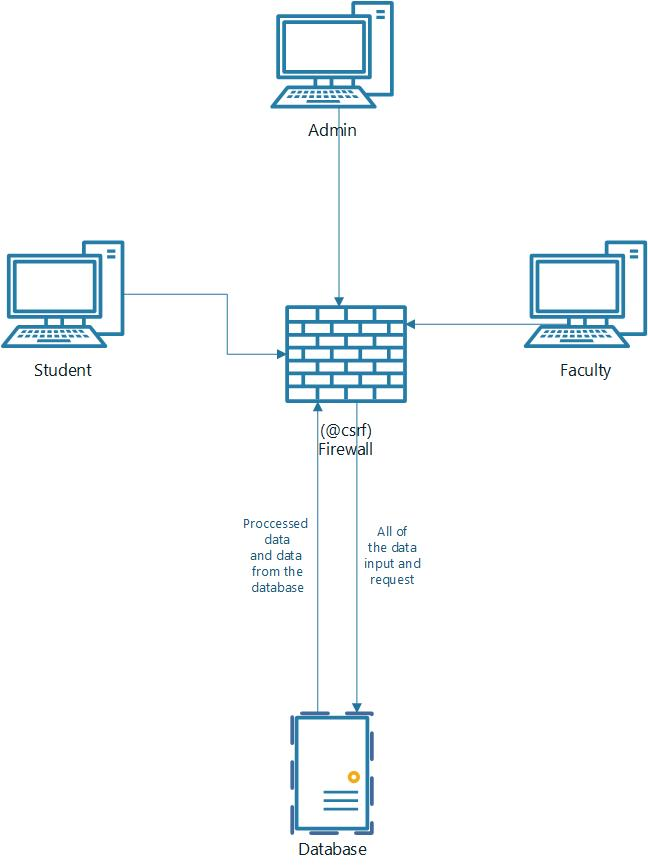 Admin
Student
Faculty
(@csrf)
Firewall
Proccessed
data
and data
from the
database
All of
the data
input and
request
Database